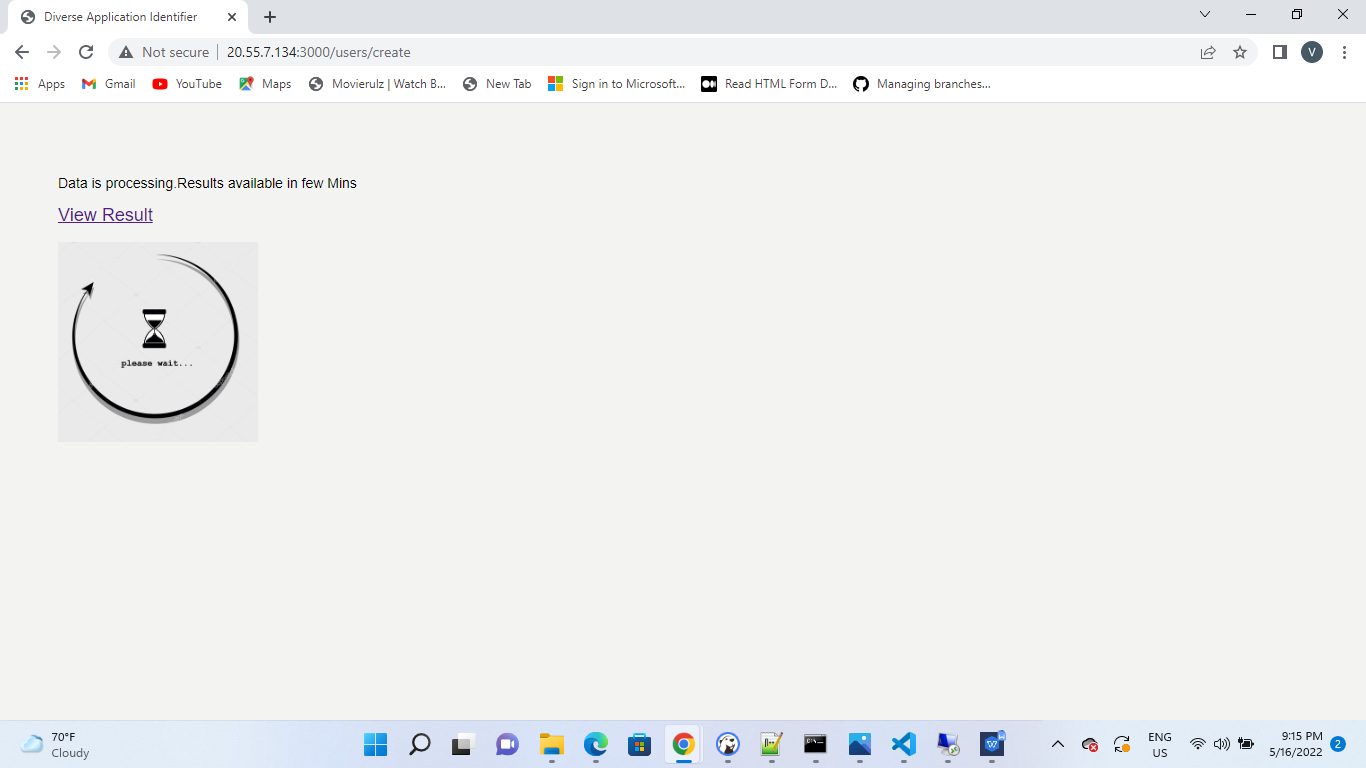 Diverse Application Identifier
Not secure 20.55.7.134:3000/users/create
V
Apps Gmail YouTube Maps Movierulz | Watch B... New Tab Sign in to Microsoft... Read HTML Form D... Managing branches...
Data is processing.Results available in few Mins
View Result
please wait...
70°F
Cloudy
ENG
US
9:15 PM
5/16/2022
2